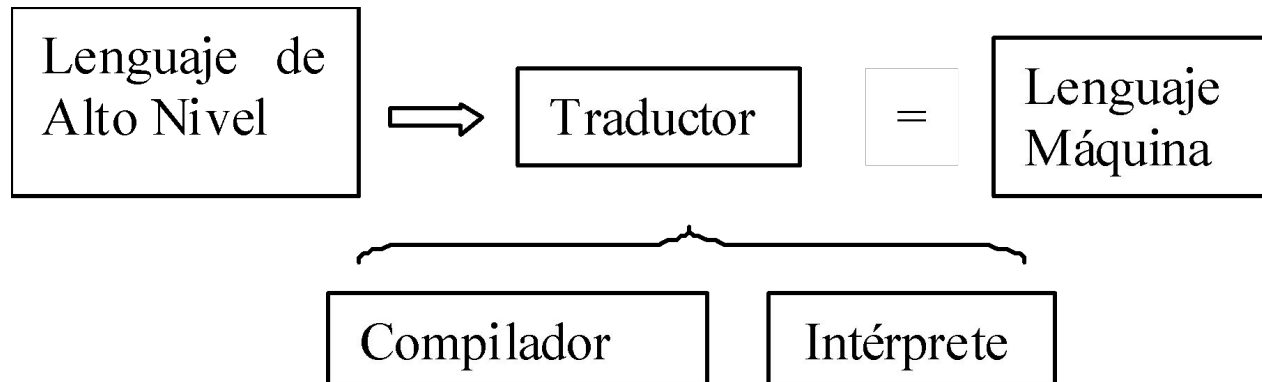 Lenguaje de
Alto Nivel
Traductor
=
Lenguaje
Máquina
Compilador
Intérprete